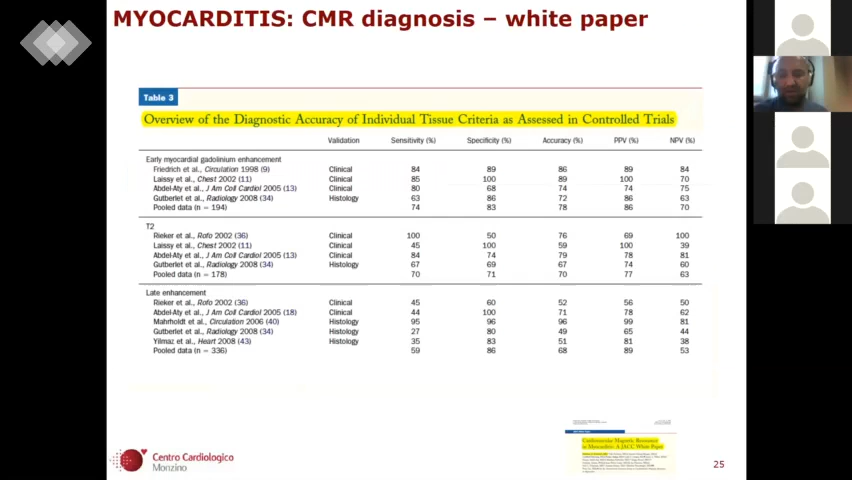 MYOCARDITIS: CMR diagnosis – white paper
Table 3
Overview of the Diagnostic Accuracy of Individual Tissue Criteria as Assessed in Controlled Trials
Validation Sensitivity (%) Specificity (%) Accuracy (%) PPV (%) NPV (%)
Early myocardial gadolinium enhancement
Friedrich et al., Circulation 1998 (9) Clinical 84 89 86 89 84
Laissy et al., Chest 2002 (11) Clinical 85 100 89 100 70
Abdel-Aty et al., J Am Coll Cardiol 2005 (13) Clinical 80 68 74 74 75
Gutberlet et al., Radiology 2008 (34) Histology 63 86 72 86 63
Pooled data (n = 194) 74 83 78 86 70
T2
Rieker et al., Rofo 2002 (36) Clinical 100 50 76 69 100
Laissy et al., Chest 2002 (11) Clinical 45 100 59 100 39
Abdel-Aty et al., J Am Coll Cardiol 2005 (13) Clinical 84 74 79 78 81
Gutberlet et al., Radiology 2008 (34) Histology 67 69 67 74 60
Pooled data (n = 178) 70 71 70 77 63
Late enhancement
Rieker et al., Rofo 2002 (36) Clinical 45 60 52 56 50
Abdel-Aty et al., J Am Coll Cardiol 2005 (18) Clinical 44 100 71 78 62
Mahrholdt et al., Circulation 2006 (40) Histology 95 96 96 99 81
Gutberlet et al., Radiology 2008 (34) Histology 27 80 49 65 44
Yilmaz et al., Heart 2008 (43) Histology 35 83 51 81 38
Pooled data (n = 336) 59 86 68 89 53
Cardiovascular Magnetic Resonance
in Myocarditis: A JACC White Paper
Centro Cardiologico
Monzino
25